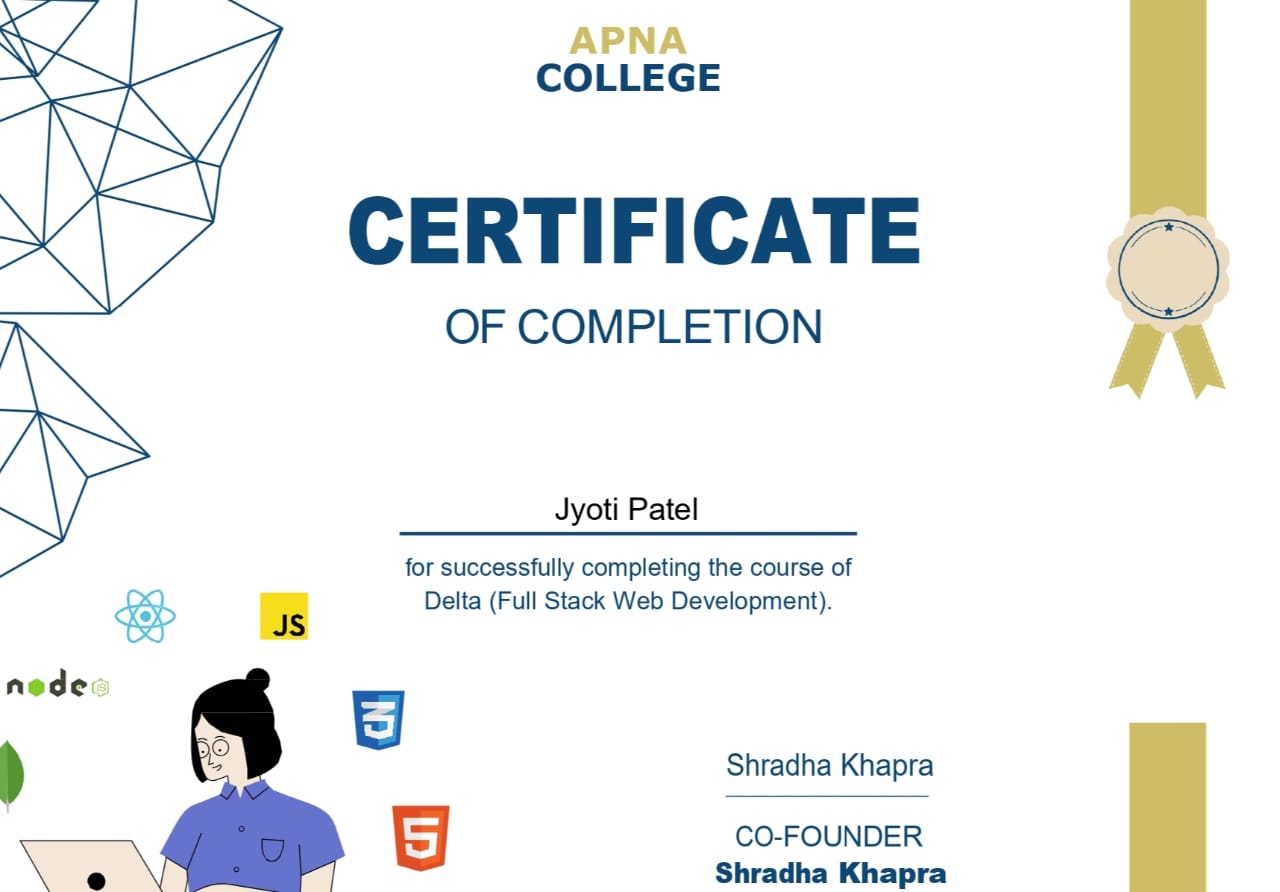 APNA
COLLEGE
CERTIFICATE
OF COMPLETION
Jyoti Patel
for successfully completing the course of
Delta (Full Stack Web Development).
JS
node JS
3
5
Shradha Khapra
CO-FOUNDER
Shradha Khapra